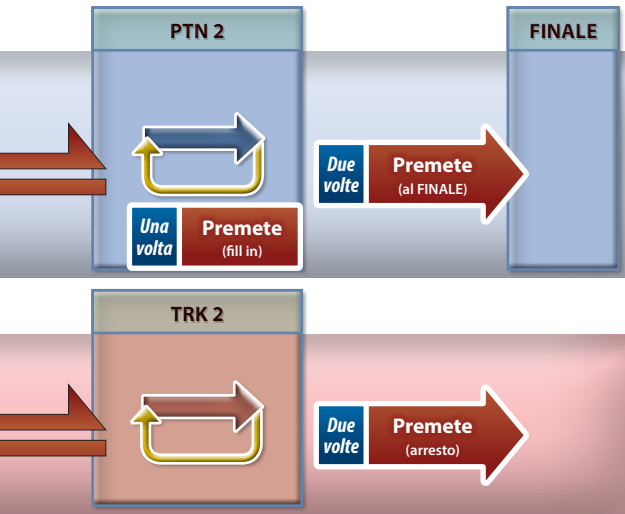 PTN 2
FINALE
Due
volte
Premete
(al FINALE)
Una
volta
Premete
(fill in)
TRK 2
Due
volte
Premete
(arresto)